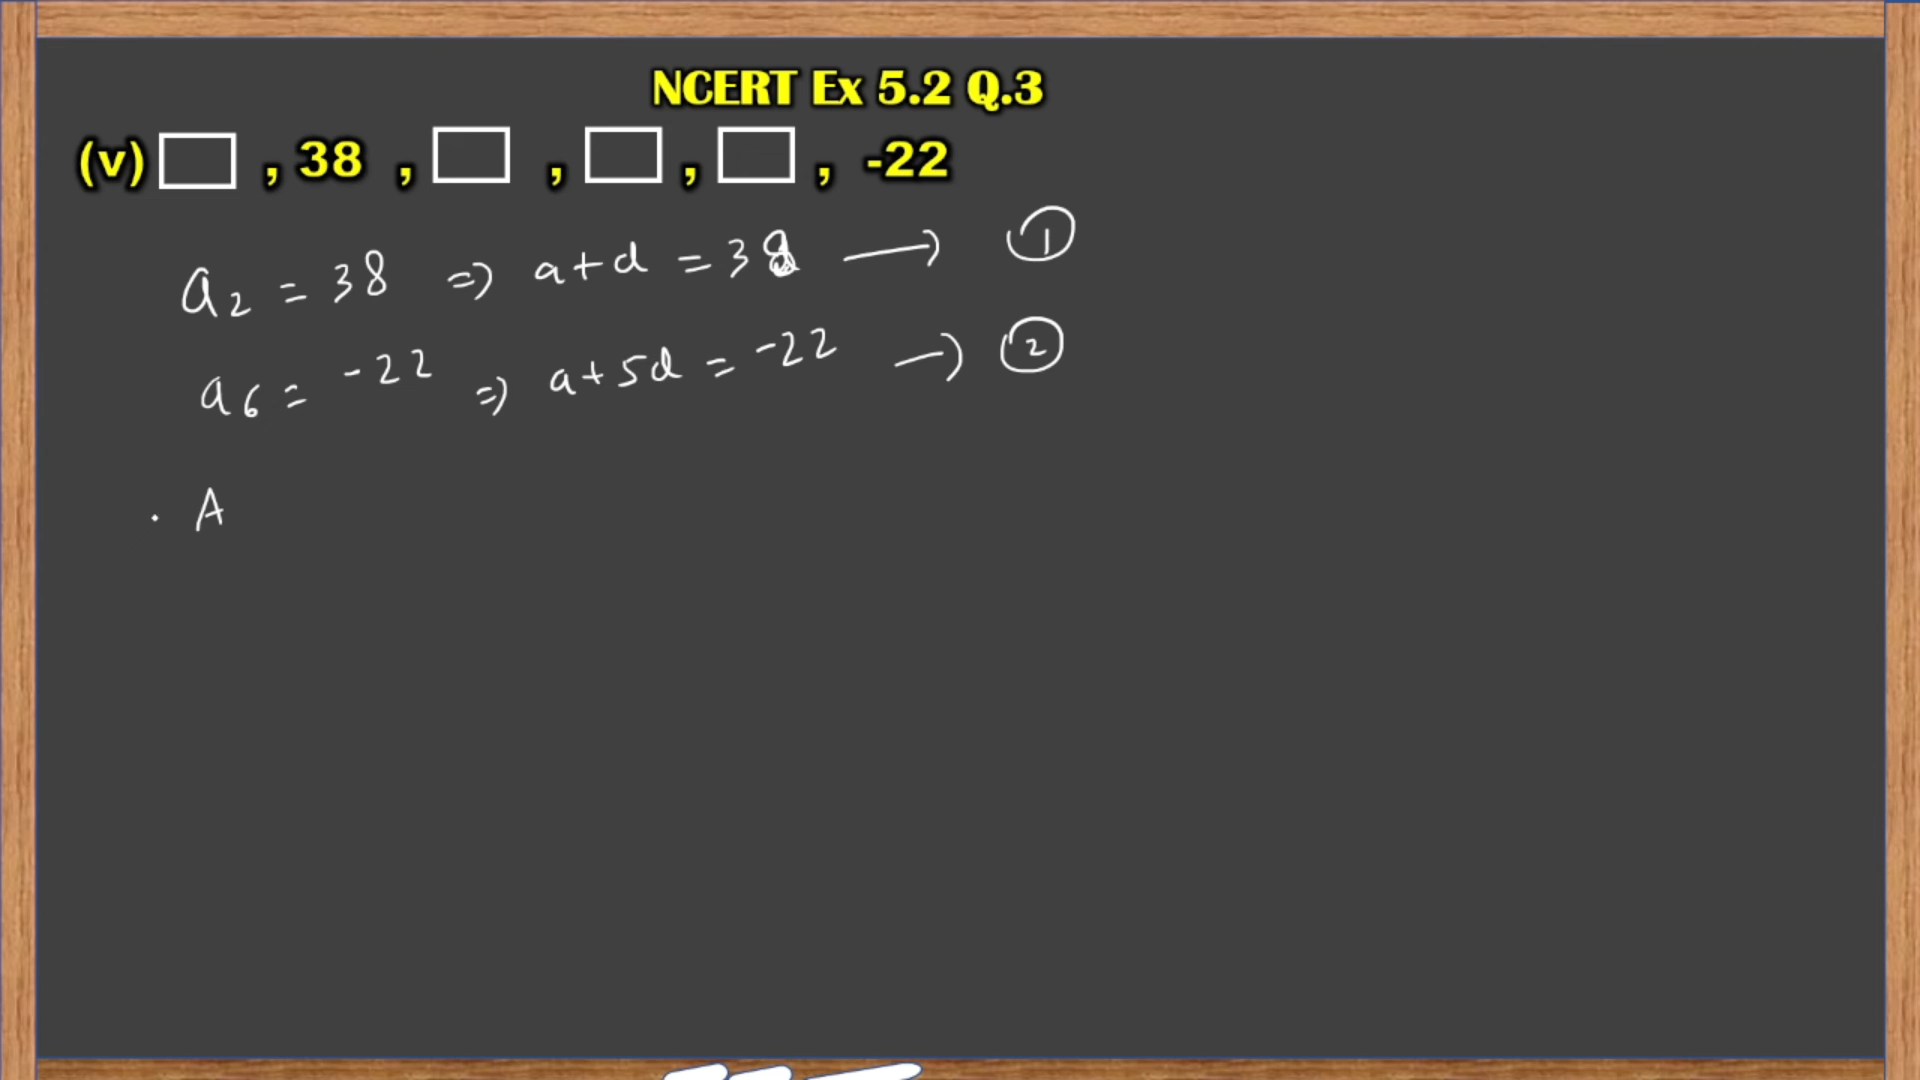 NCERT Ex 5.2 Q.3
(v) □ , 38 , □ , □ , □ , -22
a₂ = 38 => a+d = 38 → ①
a₆ = -22 => a+5d = -22 → ②
. A